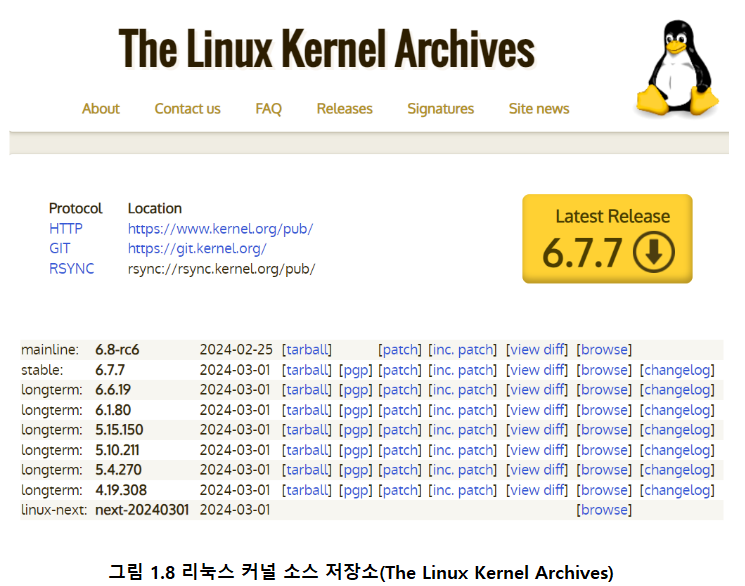 The Linux Kernel Archives
About Contact us FAQ Releases Signatures Site news
Protocol Location
HTTP https://www.kernel.org/pub/
GIT https://git.kernel.org/
RSYNC rsync://rsync.kernel.org/pub/
Latest Release
6.7.7
mainline: 6.8-rc6 2024-02-25 [tarball] [patch] [inc. patch] [view diff] [browse]
stable: 6.7.7 2024-03-01 [tarball] [pgp] [patch] [inc. patch] [view diff] [browse] [changelog]
longterm: 6.6.19 2024-03-01 [tarball] [pgp] [patch] [inc. patch] [view diff] [browse] [changelog]
longterm: 6.1.80 2024-03-01 [tarball] [pgp] [patch] [inc. patch] [view diff] [browse] [changelog]
longterm: 5.15.150 2024-03-01 [tarball] [pgp] [patch] [inc. patch] [view diff] [browse] [changelog]
longterm: 5.10.211 2024-03-01 [tarball] [pgp] [patch] [inc. patch] [view diff] [browse] [changelog]
longterm: 5.4.270 2024-03-01 [tarball] [pgp] [patch] [inc. patch] [view diff] [browse] [changelog]
longterm: 4.19.308 2024-03-01 [tarball] [pgp] [patch] [inc. patch] [view diff] [browse] [changelog]
linux-next: next-20240301 2024-03-01 [browse]
그림 1.8 리눅스 커널 소스 저장소(The Linux Kernel Archives)